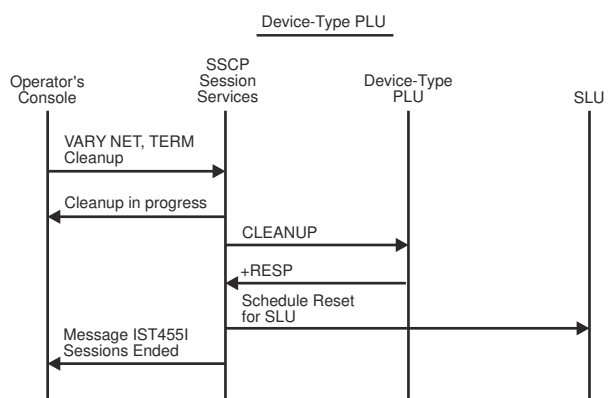 Device-Type PLU
Operator's
Console
SSCP
Session
Services
Device-Type
PLU
SLU
VARY NET, TERM
Cleanup
Cleanup in progress
CLEANUP
+RESP
Schedule Reset
for SLU
Message IST455I
Sessions Ended